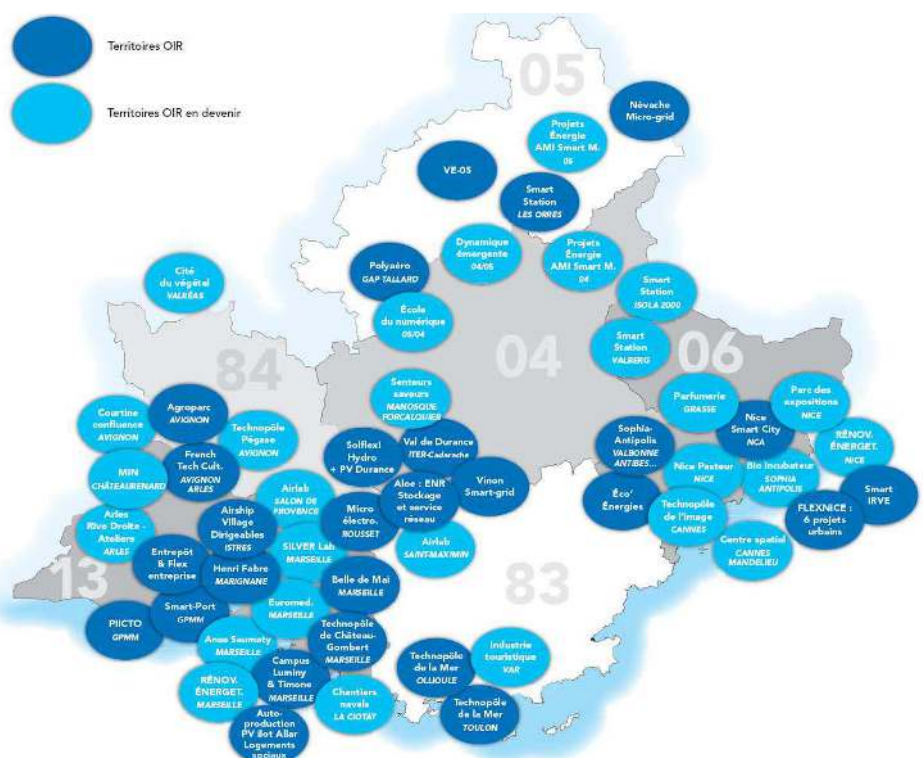 Territoires OIR
Territoires OIR en devenir
05
Névache
Micro-grid
Projets
Énergie
AMI Smart M.
05
VE-05
Smart
Station
LES ORRES
Dynamique
émergente
04/05
Projets
Énergie
AMI Smart M.
04
Polyaéro
GAP TALLARD
Cité
du végétal
VALRÉAS
Smart
Station
ISOLA 2000
École
du numérique
05/04
Smart
Station
VALBERG
84
04
06
Senteurs
saveurs
MANOSQUE
FORCALQUIER
Parfumerie
GRASSE
Parc des
expositions
NICE
Agroparc
AVIGNON
Courtine
confluence
AVIGNON
Technopôle
Pégase
AVIGNON
Nice
Smart City
NCA
Solflexi
Hydro
+ PV Durance
Val de Durance
ITER-Cadarache
Sophia-
Antipolis
VALBONNE
ANTIBES...
RÉNOV.
ÉNERGET.
NICE
French
Tech Cult.
AVIGNON
ARLES
MIN
CHÂTEAURENARD
Nice Pasteur
NICE
Bio incubateur
SOPHIA
ANTIPOLIS
Vinon
Smart-grid
Aloe : ENR
Stockage
et service
réseau
Airlab
SALON DE
PROVENCE
Éco'
Énergies
Smart
IRVE
Arles
Rive Droite -
Ateliers
ARLES
Airship
Village
Dirigeables
ISTRES
Micro
électro.
ROUSSET
Technopôle
de l'Image
CANNES
FLEXNICE :
6 projets
urbains
SILVER Lab
MARSEILLE
Airlab
SAINT-MAXIMIN
Centre spatial
CANNES
MANDELIEU
Entrepôt
& Flex
entreprise
13
Henri Fabre
MARIGNANE
Belle de Mai
MARSEILLE
83
Euromed.
MARSEILLE
Smart-Port
GPMM
PIICTO
GPMM
Technopôle
de Château-
Gombert
MARSEILLE
Anse Saumaty
MARSEILLE
Industrie
touristique
VAR
Technopôle
de la Mer
OLLIOULE
Campus
Luminy
& Timone
MARSEILLE
RÉNOV.
ÉNERGET.
MARSEILLE
Chantiers
navals
LA CIOTAT
Technopôle
de la Mer
TOULON
Auto-
production
PV îlot Allar
Logements
sociaux